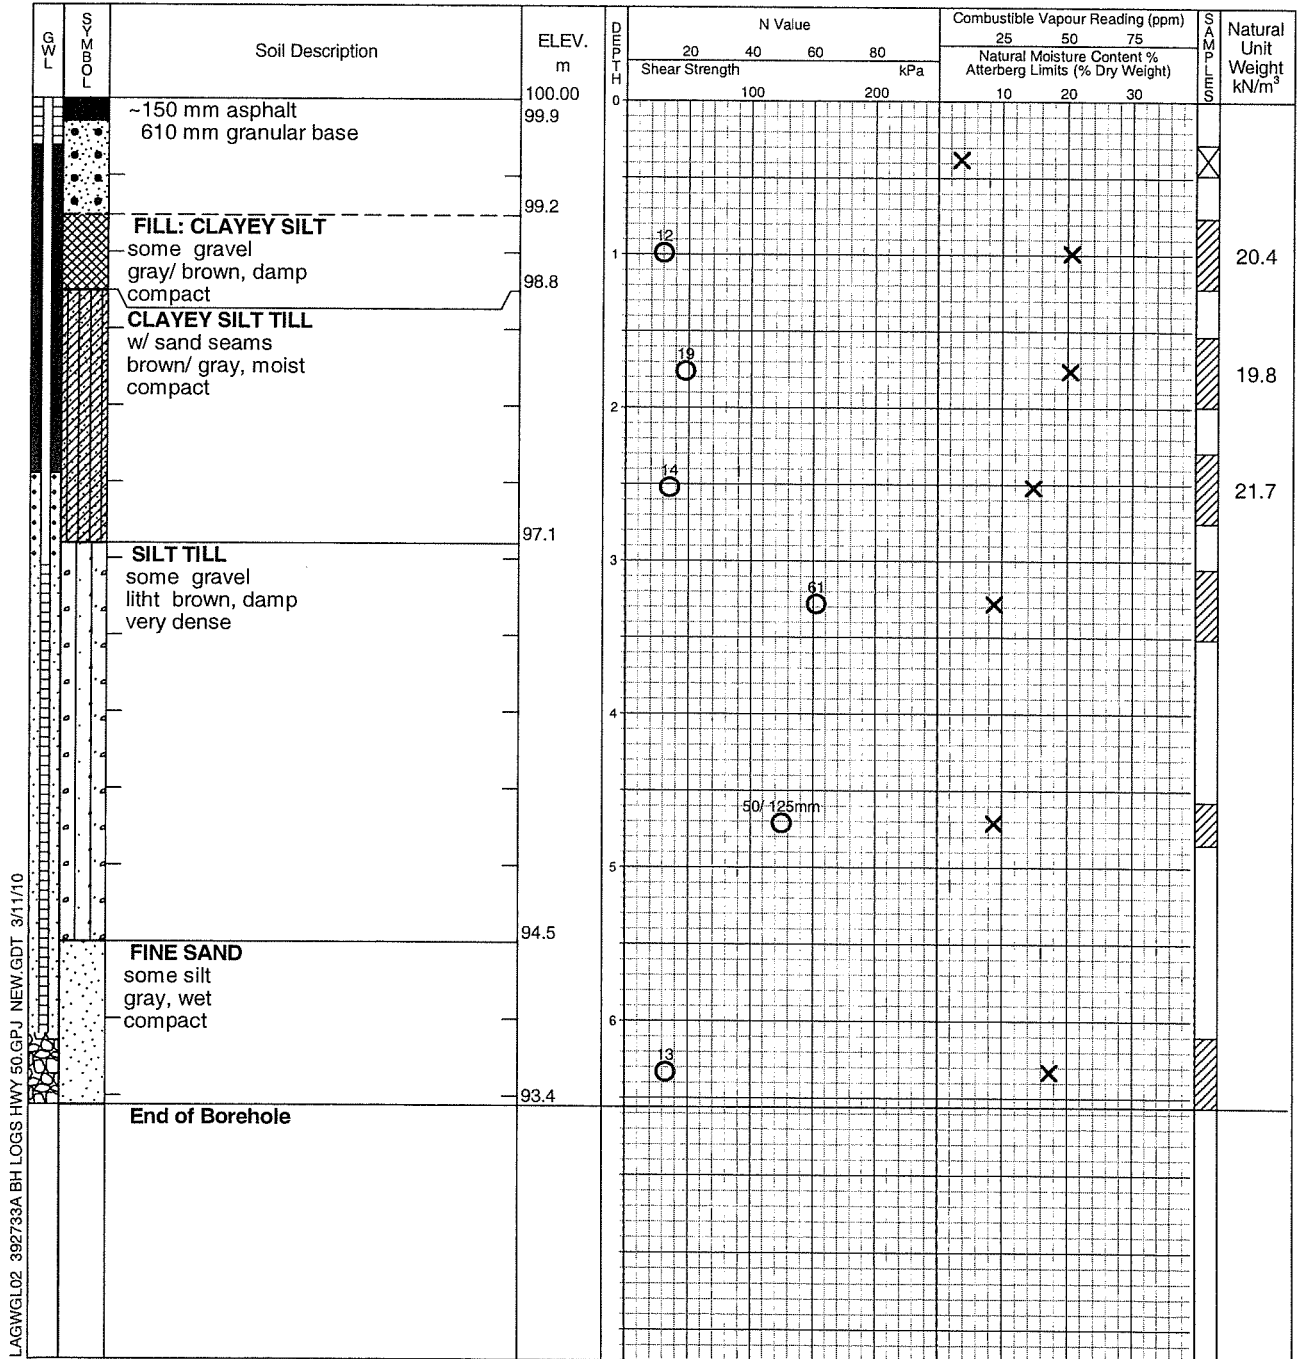 GWL
SYMBOL
Soil Description
ELEV.
m
DEPTH
N Value
20 40 60 80
Shear Strength kPa
100 200
Combustible Vapour Reading (ppm)
25 50 75
Natural Moisture Content %
Atterberg Limits (% Dry Weight)
10 20 30
SAMPLES
Natural
Unit
Weight
kN/m³
100.00
0
~150 mm asphalt
99.9
610 mm granular base
99.2
FILL: CLAYEY SILT
some gravel
gray/ brown, damp
compact
98.8
12
1
20.4
CLAYEY SILT TILL
w/ sand seams
brown/ gray, moist
compact
19
19.8
2
14
21.7
97.1
SILT TILL
some gravel
litht brown, damp
very dense
3
61
4
50/ 125mm
5
94.5
FINE SAND
some silt
gray, wet
compact
6
13
93.4
End of Borehole
LAGWGL02 392733A BH LOGS HWY 50.GPJ NEW.GDT 3/11/10